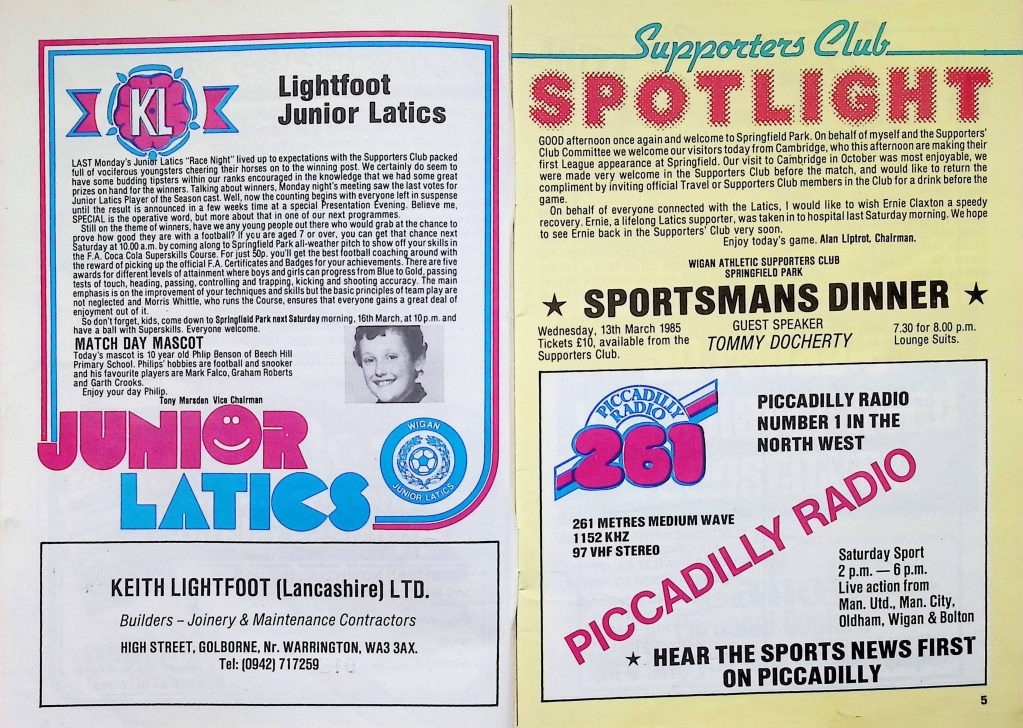 KL
Lightfoot
Junior Latics
LAST Monday's Junior Latics "Race Night" lived up to expectations with the Supporters Club packed
full of vociferous youngsters cheering their horses on to the winning post. We certainly do seem to
have some budding tipsters within our ranks encouraged in the knowledge that we had some great
prizes on hand for the winners. Talking about winners, Monday night's meeting saw the last votes for
Junior Latics Player of the Season cast. Well, now the counting begins with everyone left in suspense
until the result is announced in a few weeks time at a special Presentation Evening. Believe me,
SPECIAL is the operative word, but more about that in one of our next programmes.
Still on the theme of winners, have we any young people out there who would grab at the chance to
prove how good they are with a football? If you are aged 7 or over, you can get that chance next
Saturday at 10.00 a.m. by coming along to Springfield Park all-weather pitch to show off your skills in
the F.A. Coca Cola Superskills Course. For just 50p. you'll get the best football coaching around with
the reward of picking up the official F.A. Certificates and Badges for your achievements. There are five
awards for different levels of attainment where boys and girls can progress from Blue to Gold, passing
tests of touch, heading, passing, controlling and trapping, kicking and shooting accuracy. The main
emphasis is on the improvement of your techniques and skills but the basic principles of team play are
not neglected and Morris Whittle, who runs the Course, ensures that everyone gains a great deal of
enjoyment out of it.
So don't forget, kids, come down to Springfield Park next Saturday morning, 16th March, at 10 p.m. and
have a ball with Superskills. Everyone welcome.
MATCH DAY MASCOT
Today's mascot is 10 year old Phlip Benson of Beech Hill
Primary School. Philips' hobbies are football and snooker
and his favourite players are Mark Falco, Graham Roberts
and Garth Crooks.
Enjoy your day Philip.
Tony Marsden Vice Chairman
JUNIOR
LATICS
WIGAN
JUNIOR LATICS
KEITH LIGHTFOOT (Lancashire) LTD.
Builders – Joinery & Maintenance Contractors
HIGH STREET, GOLBORNE, Nr. WARRINGTON, WA3 3AX.
Tel: (0942) 717259
Supporters Club
SPOTLIGHT
GOOD afternoon once again and welcome to Springfield Park. On behalf of myself and the Supporters'
Club Committee we welcome our visitors today from Cambridge, who this afternoon are making their
first League appearance at Springfield. Our visit to Cambridge in October was most enjoyable, we
were made very welcome in the Supporters Club before the match, and would like to return the
compliment by inviting official Travel or Supporters Club members in the Club for a drink before the
game.
On behalf of everyone connected with the Latics, I would like to wish Ernie Claxton a speedy
recovery. Ernie, a lifelong Latics supporter, was taken in to hospital last Saturday morning. We hope
to see Ernie back in the Supporters' Club very soon.
Enjoy today's game. Alan Liptrot, Chairman.
WIGAN ATHLETIC SUPPORTERS CLUB
SPRINGFIELD PARK
★ SPORTSMANS DINNER ★
Wednesday, 13th March 1985
Tickets £10, available from the
Supporters Club.
GUEST SPEAKER
TOMMY DOCHERTY
7.30 for 8.00 p.m.
Lounge Suits.
PICCADILLY
RADIO
261
PICCADILLY RADIO
NUMBER 1 IN THE
NORTH WEST
PICCADILLY RADIO
261 METRES MEDIUM WAVE
1152 KHZ
97 VHF STEREO
Saturday Sport
2 p.m. — 6 p.m.
Live action from
Man. Utd., Man. City,
Oldham, Wigan & Bolton
★ HEAR THE SPORTS NEWS FIRST
ON PICCADILLY
5